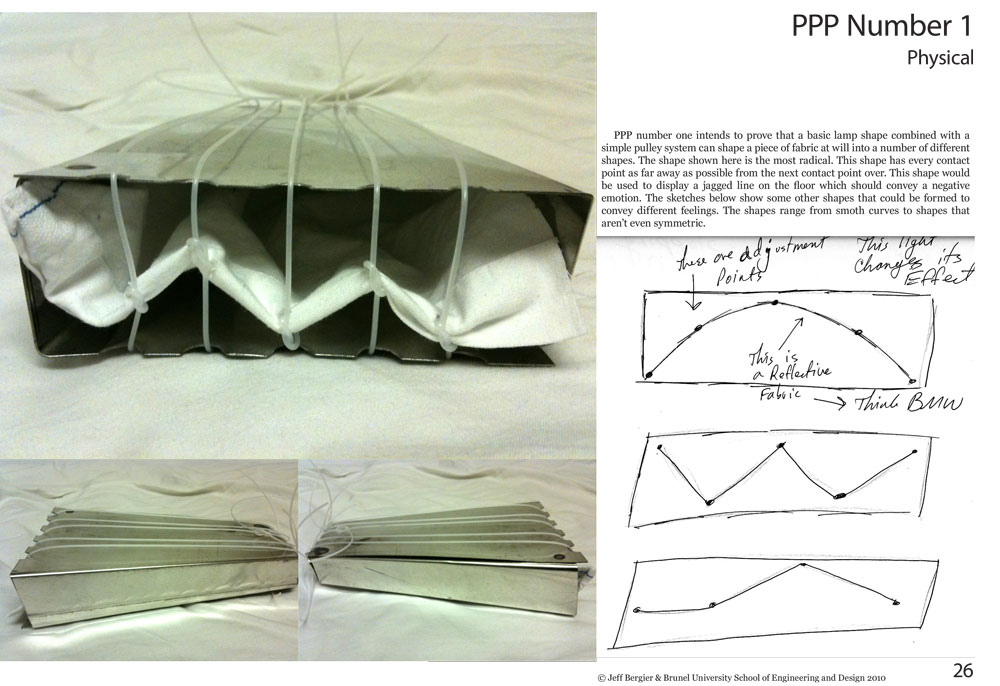 PPP Number 1
Physical
PPP number one intends to prove that a basic lamp shape combined with a
simple pulley system can shape a piece of fabric at will into a number of different
shapes. The shape shown here is the most radical. This shape has every contact
point as far away as possible from the next contact point over. This shape would
be used to display a jagged line on the floor which should convey a negative
emotion. The sketches below show some other shapes that could be formed to
convey different feelings. The shapes range from smoth curves to shapes that
aren't even symmetric.
These are adjustment
Points
This light
Changes its
Effect
This is
a Reflective
Fabric
Think BMW
© Jeff Bergier & Brunel University School of Engineering and Design 2010
26